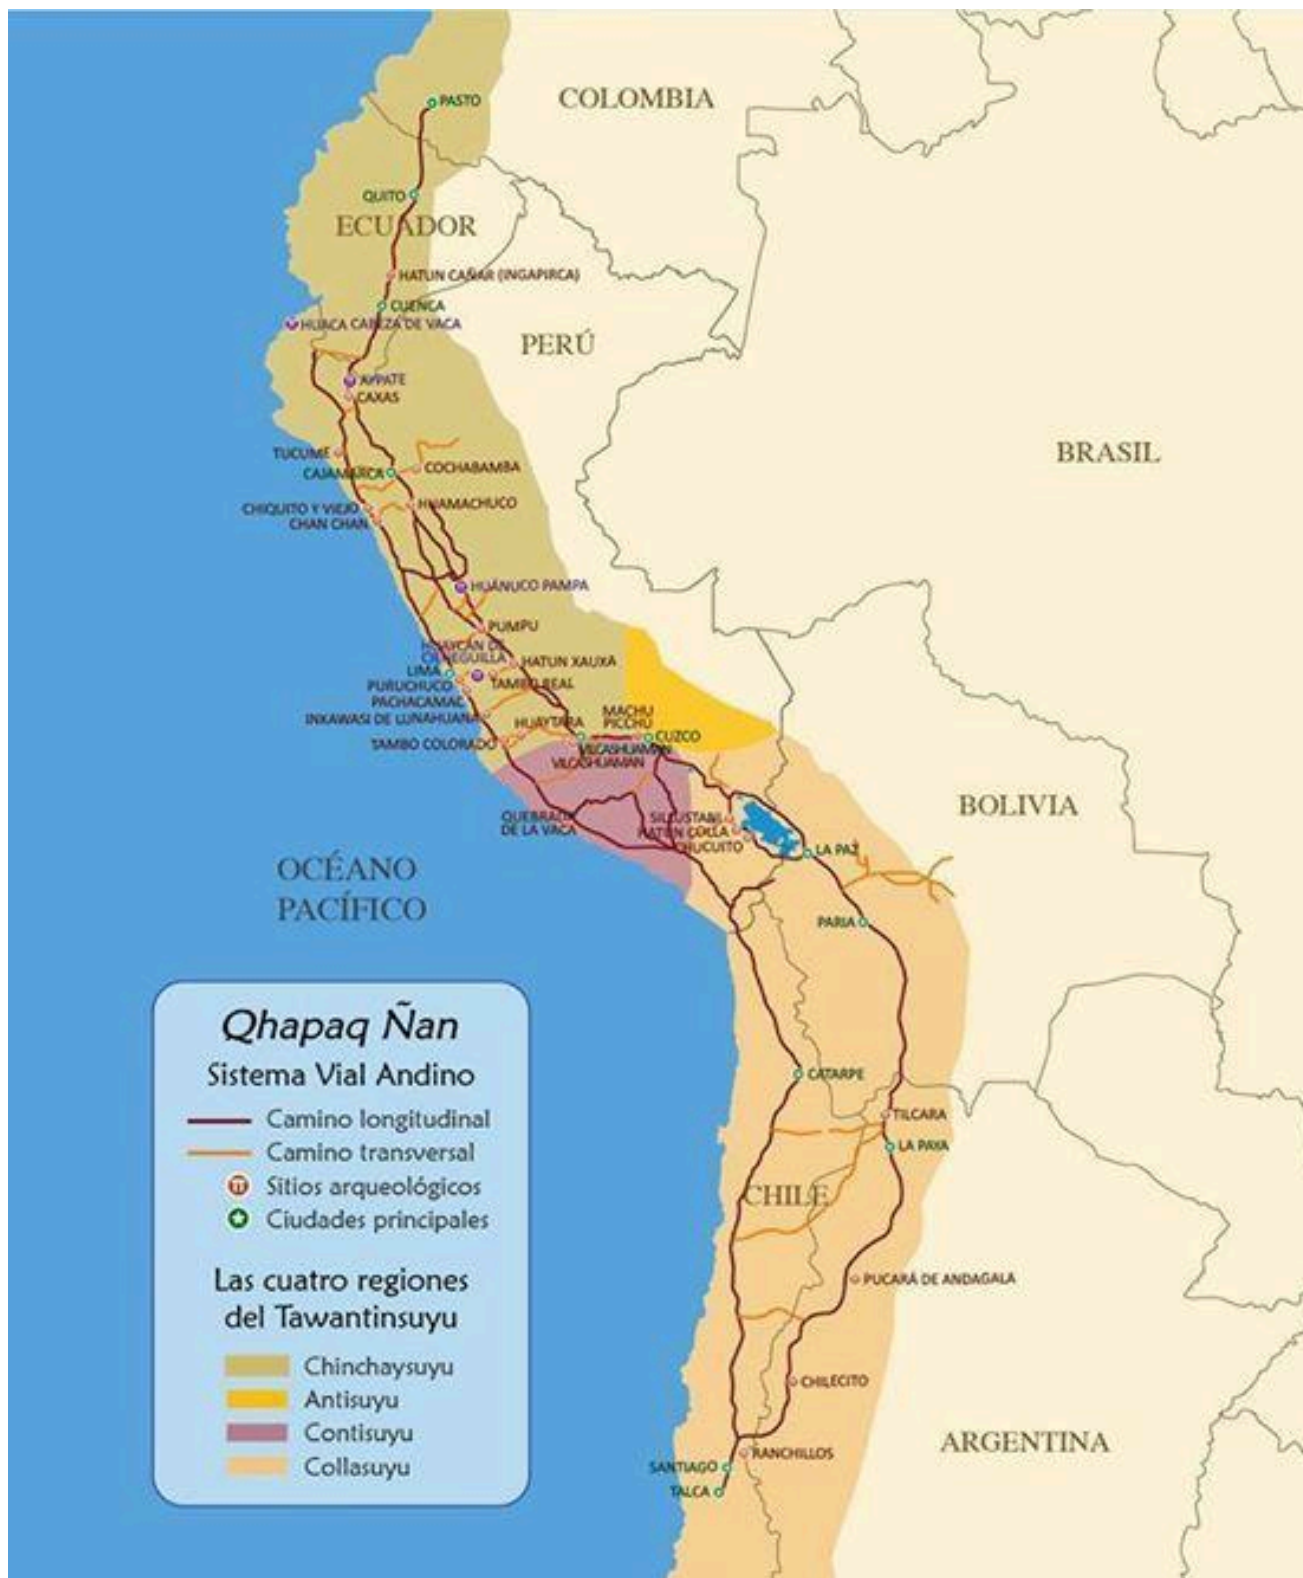 PASTO
COLOMBIA
QUITO
ECUADOR
HATUN CAÑAR (INGAPIRCA)
CUENCA
HUACA CABEZA DE VACA
PERÚ
AYPATE
CAXAS
BRASIL
TUCUME
CAJAMARCA
COCHABAMBA
CHIQUITO Y VIEJO
HUAMACHUCO
CHAN CHAN
HUÁNUCO PAMPA
PUMPU
HUAYCÁN DE
CIENEGUILLA
HATUN XAUXA
LIMA
PURUCHUCO
TAMBO REAL
PACHACAMAC
INKAWASI DE LUNAHUANA
HUAYTARA
MACHU
PICCHU
CUZCO
TAMBO COLORADO
VILCASHUAMAN
VILCASHUAMAN
BOLIVIA
QUEBRADA
DE LA VACA
SILLUSTANI
HATUN COLLA
CHUCUITO
LA PAZ
OCÉANO
PACÍFICO
PARIA
CATARPE
TILCARA
LA PAYA
CHILE
PUCARÁ DE ANDAGALA
CHILECITO
ARGENTINA
RANCHILLOS
SANTIAGO
TALCA
Qhapaq Ñan
Sistema Vial Andino
Camino longitudinal
Camino transversal
Sitios arqueológicos
Ciudades principales
Las cuatro regiones
del Tawantinsuyu
Chinchaysuyu
Antisuyu
Contisuyu
Collasuyu